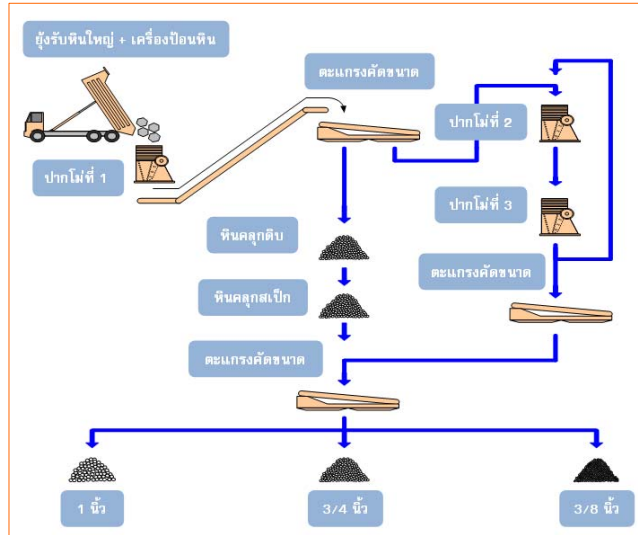 ยุ้งรับหินใหญ่ + เครื่องป้อนหิน
ตะแกรงคัดขนาด
ปากโม่ที่ 2
ปากโม่ที่ 1
ปากโม่ที่ 3
หินคลุกดิบ
ตะแกรงคัดขนาด
หินคลุกสเป็ก
ตะแกรงคัดขนาด
1 นิ้ว
3/4 นิ้ว
3/8 นิ้ว